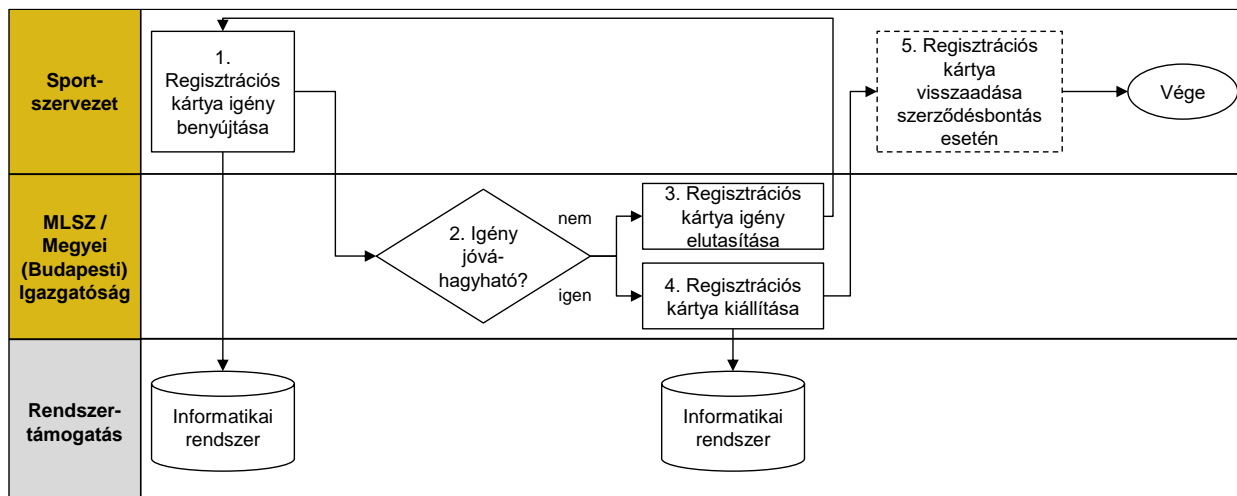 Sport-
szervezet
1.
Regisztrációs
kártya igény
benyújtása
5. Regisztrációs
kártya
visszaadása
szerződésbontás
esetén
Vége
MLSZ /
Megyei
(Budapesti)
Igazgatóság
2. Igény
jóvá-
hagyható?
nem
igen
3. Regisztrációs
kártya igény
elutasítása
4. Regisztrációs
kártya kiállítása
Rendszer-
támogatás
Informatikai
rendszer
Informatikai
rendszer